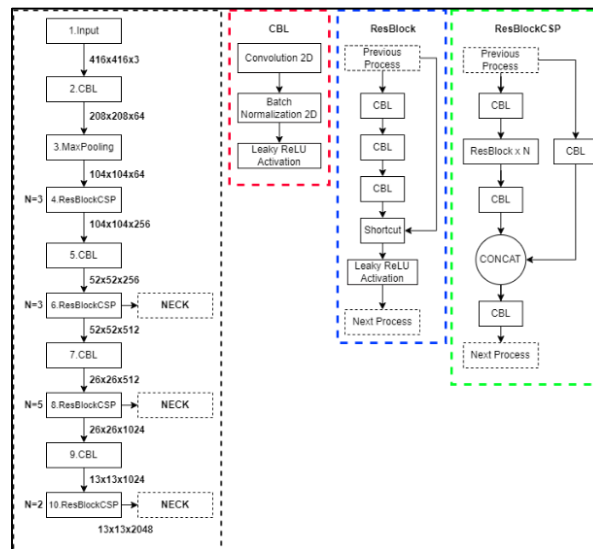 1.Input
416x416x3
2.CBL
208x208x64
3.MaxPooling
104x104x64
N=3
4.ResBlockCSP
104x104x256
5.CBL
52x52x256
N=3
6.ResBlockCSP
NECK
52x52x512
7.CBL
26x26x512
N=5
8.ResBlockCSP
NECK
26x26x1024
9.CBL
13x13x1024
N=2
10.ResBlockCSP
NECK
13x13x2048
CBL
Convolution 2D
Batch
Normalization 2D
Leaky ReLU
Activation
ResBlock
Previous
Process
CBL
CBL
CBL
Shortcut
Leaky ReLU
Activation
Next Process
ResBlockCSP
Previous
Process
CBL
ResBlock x N
CBL
CBL
CONCAT
CBL
Next Process